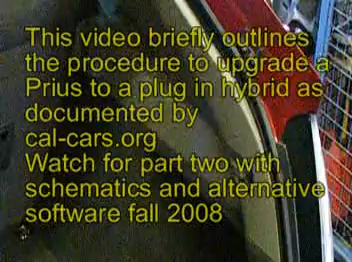 This video briefly outlines
the procedure to upgrade a
Prius to a plug in hybrid as
documented by
cal-cars.org
Watch for part two with
schematics and alternative
software fall 2008